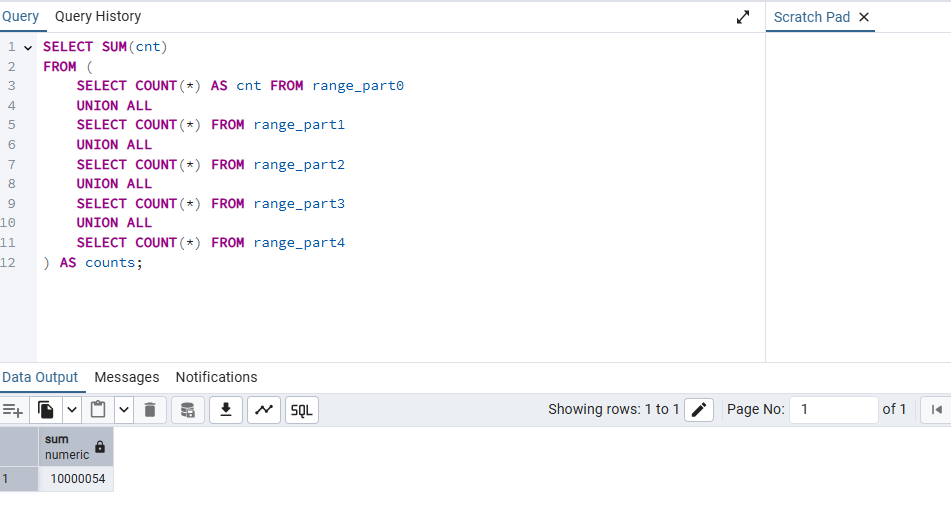 Query Query History Scratch Pad
1 SELECT SUM(cnt)
2 FROM (
3 SELECT COUNT(*) AS cnt FROM range_part0
4 UNION ALL
5 SELECT COUNT(*) FROM range_part1
6 UNION ALL
7 SELECT COUNT(*) FROM range_part2
8 UNION ALL
9 SELECT COUNT(*) FROM range_part3
10 UNION ALL
11 SELECT COUNT(*) FROM range_part4
12 ) AS counts;
Data Output Messages Notifications
SQL Showing rows: 1 to 1 Page No: 1 of 1
sum
numeric
1 10000054